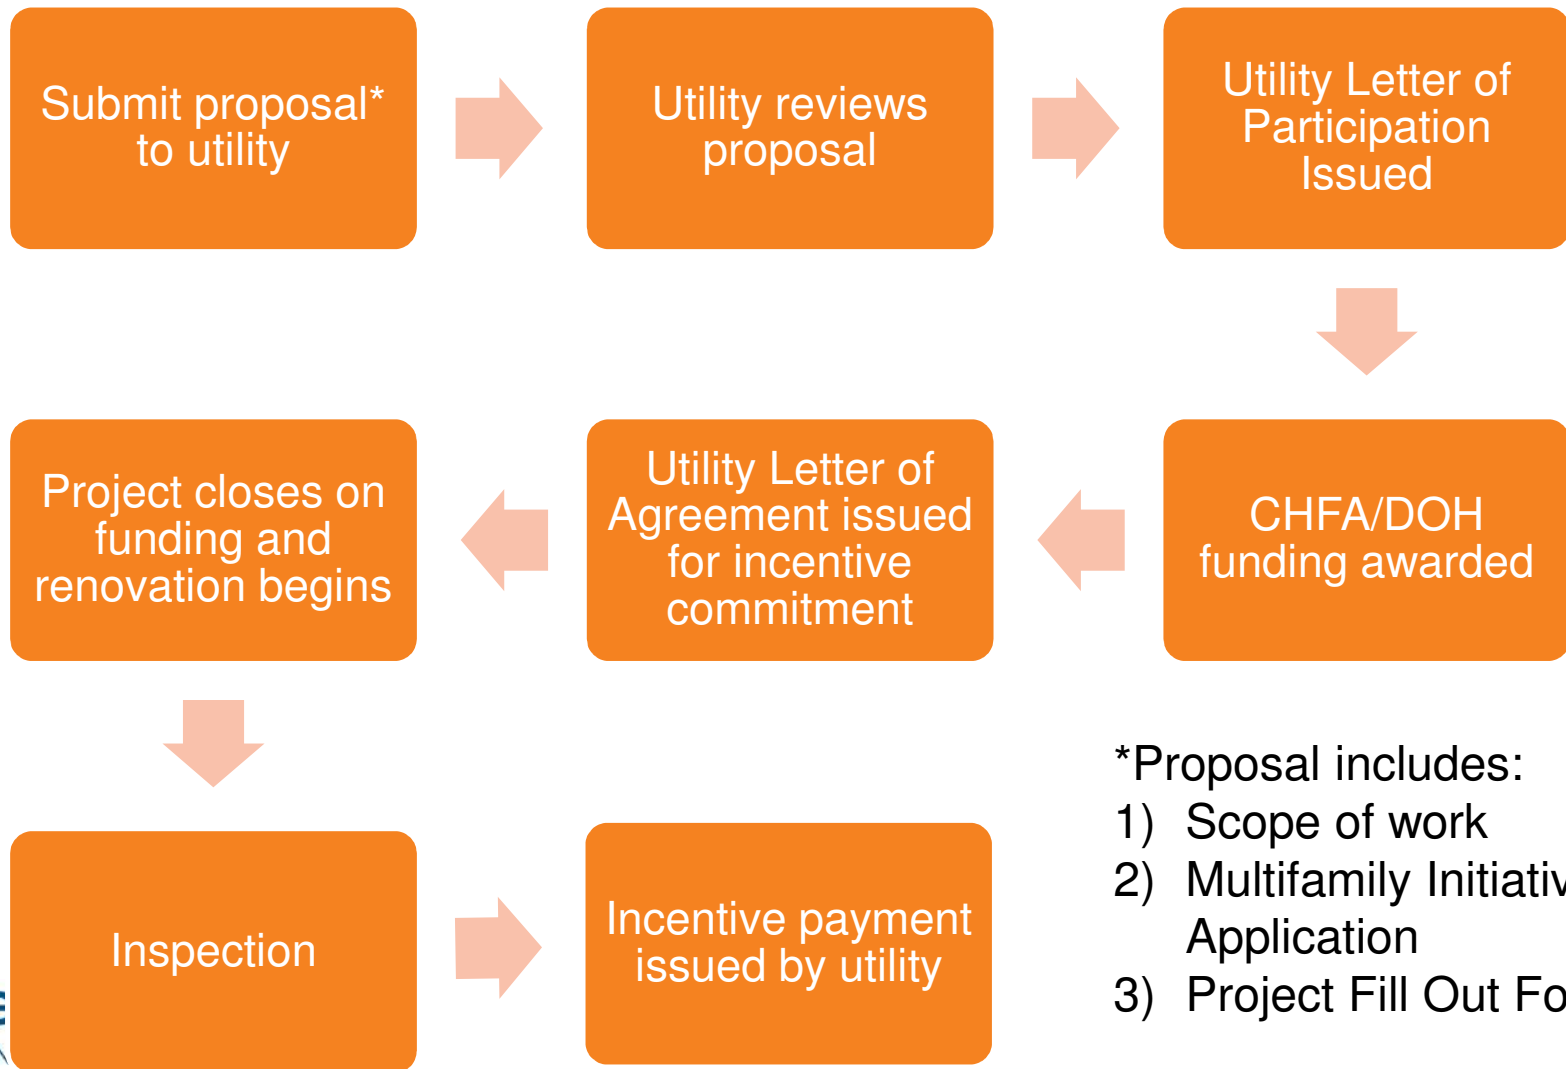 Submit proposal*
to utility
Utility reviews
proposal
Utility Letter of
Participation
Issued
CHFA/DOH
funding awarded
Utility Letter of
Agreement issued
for incentive
commitment
Project closes on
funding and
renovation begins
Inspection
Incentive payment
issued by utility
*Proposal includes:
1) Scope of work
2) Multifamily
Application
3) Project Fill Out